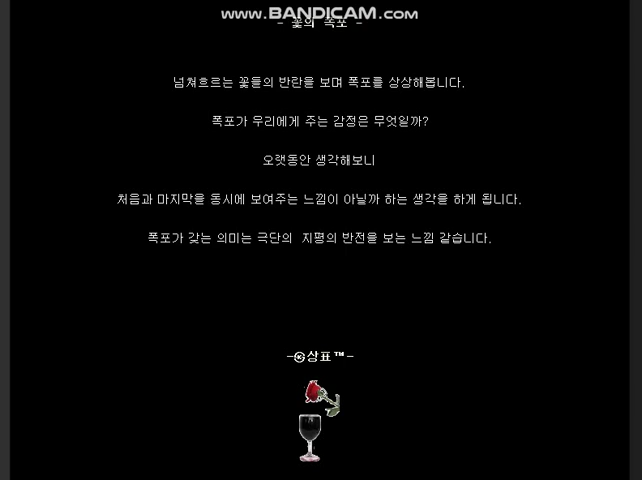 www.BANDICAM.com
- 꽃의 폭포 -
넘쳐흐르는 꽃들의 반란을 보며 폭포를 상상해봅니다.
폭포가 우리에게 주는 감정은 무엇일까?
오랫동안 생각해보니
처음과 마지막을 동시에 보여주는 느낌이 아닐까 하는 생각을 하게 됩니다.
폭포가 갖는 의미는 극단의 지평의 반전을 보는 느낌 같습니다.
-㉿상표™-